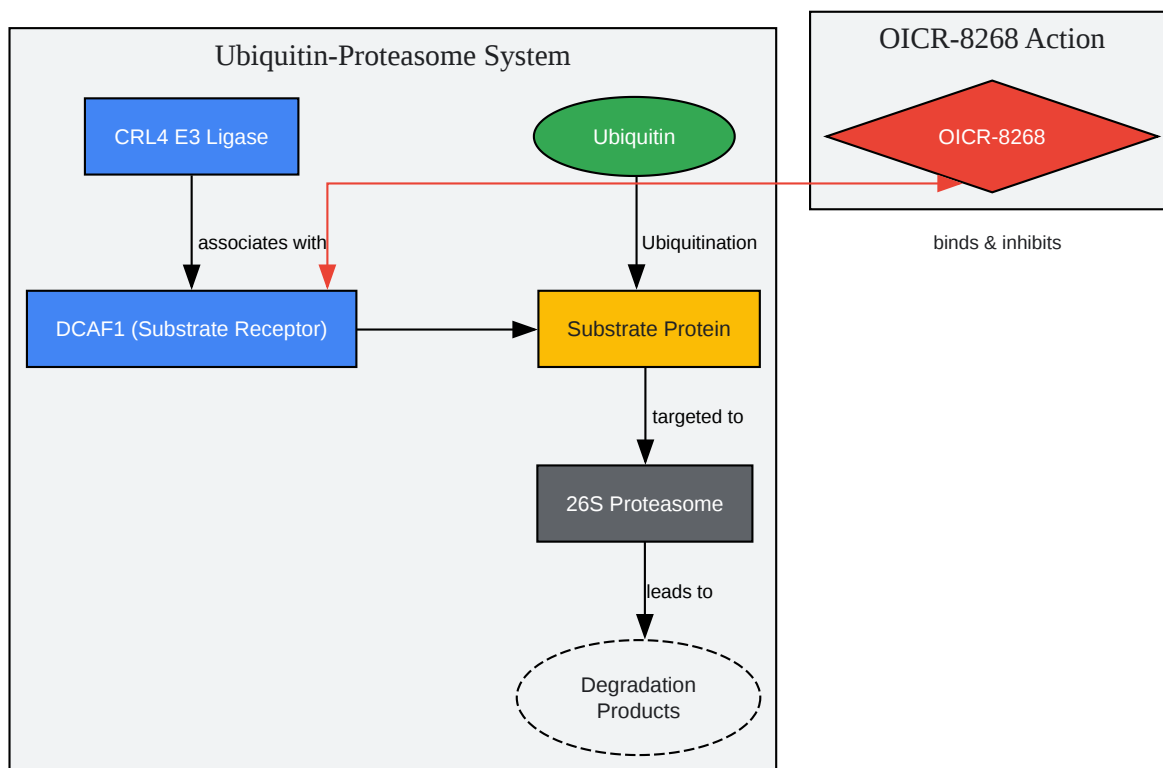 Ubiquitin-Proteasome System
OICR-8268 Action
CRL4 E3 Ligase
Ubiquitin
OICR-8268
associates with
Ubiquitination
binds & inhibits
DCAF1 (Substrate Receptor)
Substrate Protein
targeted to
26S Proteasome
leads to
Degradation
Products